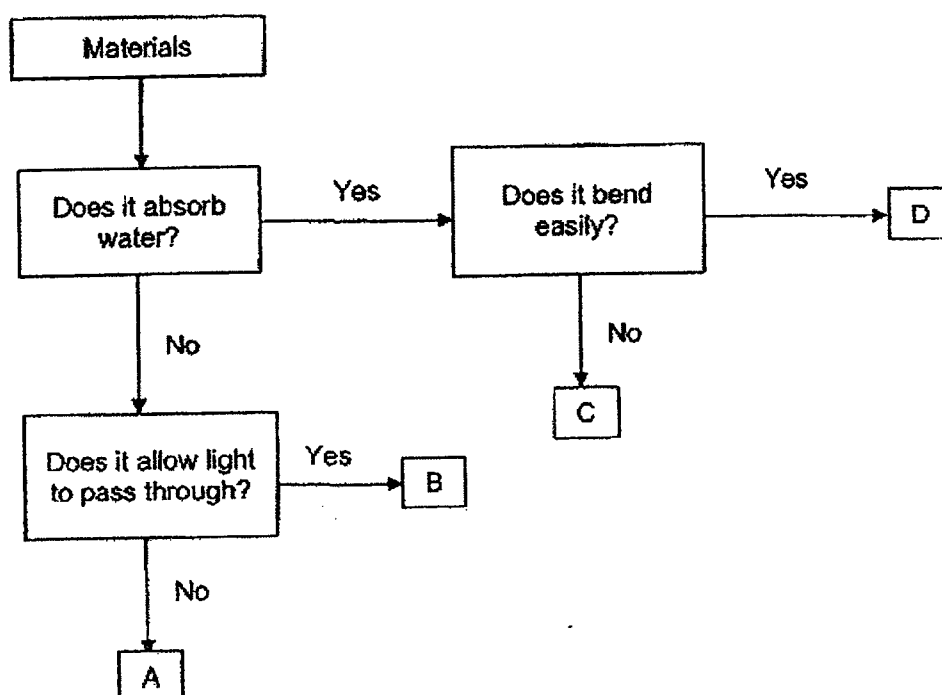 Materials
Does it absorb
water?
Yes
Does it bend
easily?
Yes
D
No
No
C
Does it allow light
to pass through?
Yes
B
No
A